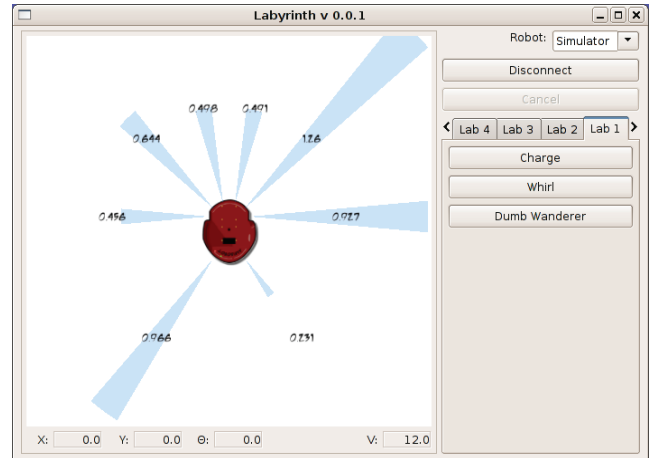 Labyrinth v 0.0.1
Robot: Simulator
Disconnect
Cancel
Lab 4 Lab 3 Lab 2 Lab 1
Charge
Whirl
Dumb Wanderer
0.498 0.491
0.644 1.26
0.456 0.927
0.966 0.231
X: 0.0 Y: 0.0 Θ: 0.0 V: 12.0